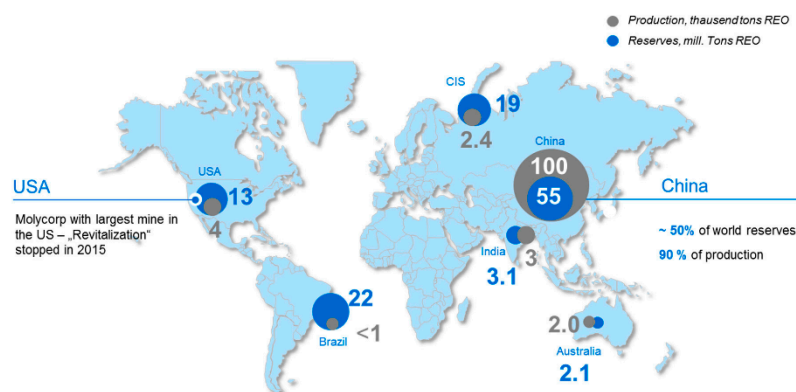 Production, thausend tons REO
Reserves, mill. Tons REO
CIS
19
2.4
China
100
55
USA
13
4
USA
Molycorp with largest mine in
the US – „Revitalization“
stopped in 2015
China
~ 50% of world reserves
90 % of production
India
3.1
3
22
<1
Brazil
2.0
Australia
2.1